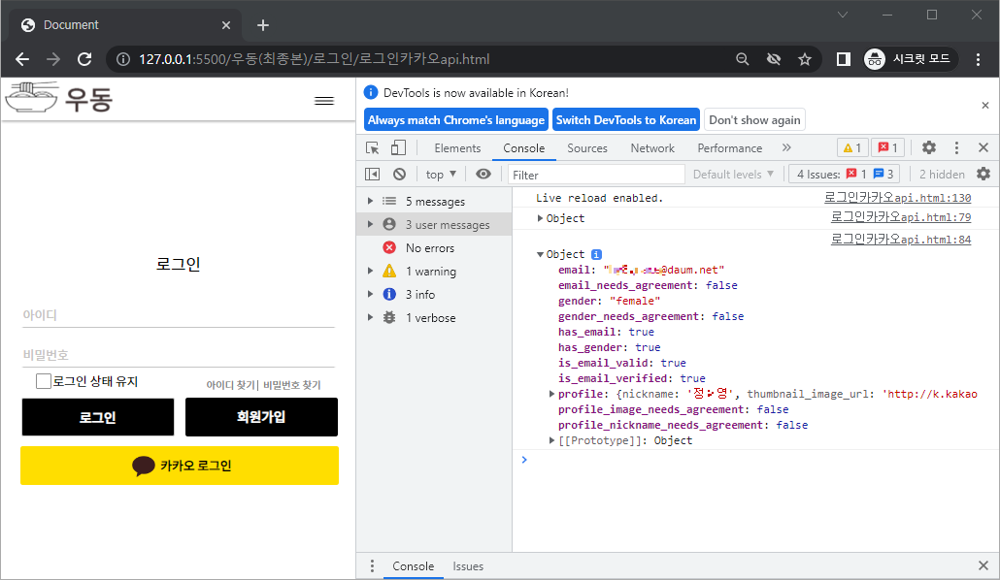 Document
127.0.0.1:5500/우동(최종본)/로그인/로그인카카오api.html
시크릿 모드
우동
로그인
아이디
비밀번호
로그인 상태 유지
아이디 찾기| 비밀번호 찾기
로그인
회원가입
카카오 로그인
DevTools is now available in Korean!
Always match Chrome's language
Switch DevTools to Korean
Don't show again
Elements
Console
Sources
Network
Performance
»
1
1
top
Filter
Default levels
4 Issues:
1
3
2 hidden
5 messages
3 user messages
No errors
1 warning
3 info
1 verbose
Live reload enabled.
로그인카카오api.html:130
Object
로그인카카오api.html:79
로그인카카오api.html:84
Object
email: "@daum.net"
email_needs_agreement: false
gender: "female"
gender_needs_agreement: false
has_email: true
has_gender: true
is_email_valid: true
is_email_verified: true
profile: {nickname: '정영', thumbnail_image_url: 'http://k.kakao
profile_image_needs_agreement: false
profile_nickname_needs_agreement: false
[[Prototype]]: Object
Console
Issues